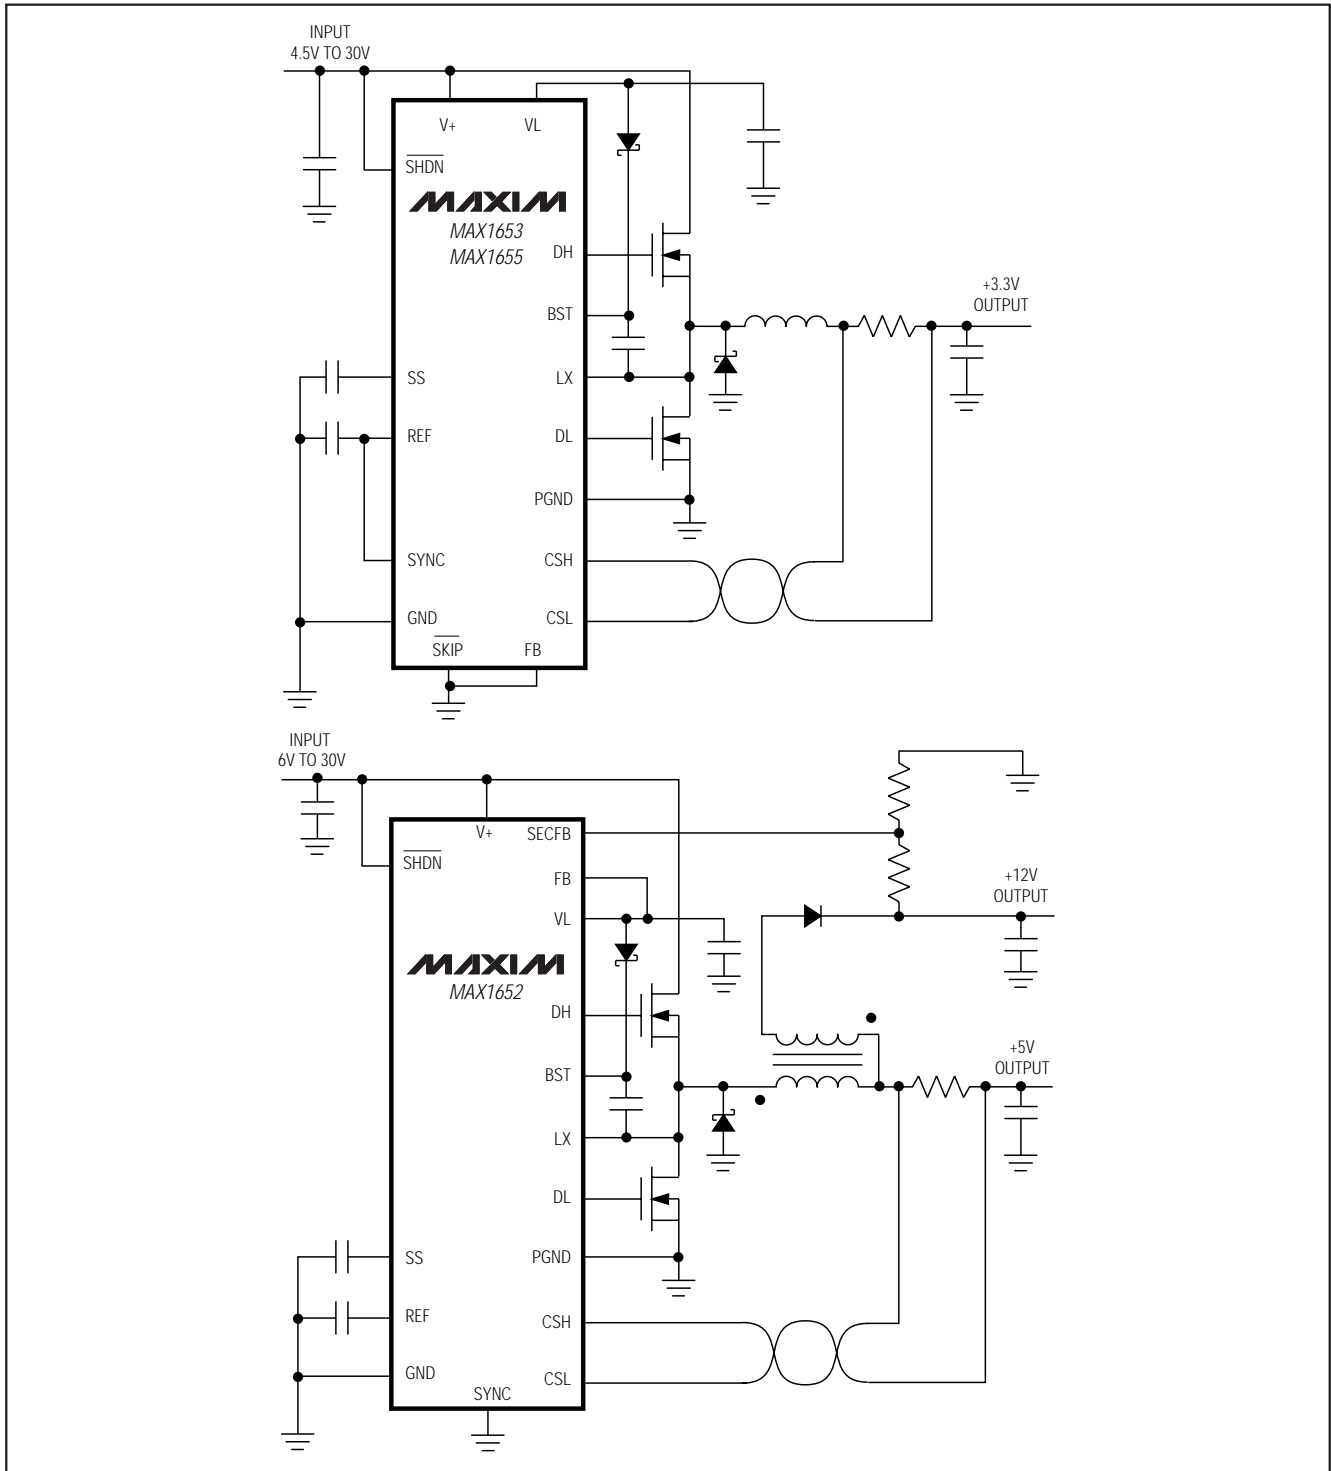 INPUT
4.5V TO 30V
V+
VL
SHDN
MAXIM
MAX1653
MAX1655
DH
BST
+3.3V
OUTPUT
SS
LX
REF
DL
PGND
SYNC
CSH
GND
CSL
SKIP
FB
INPUT
6V TO 30V
V+
SECFB
SHDN
FB
VL
+12V
OUTPUT
MAXIM
MAX1652
DH
BST
+5V
OUTPUT
LX
DL
SS
PGND
REF
CSH
GND
CSL
SYNC